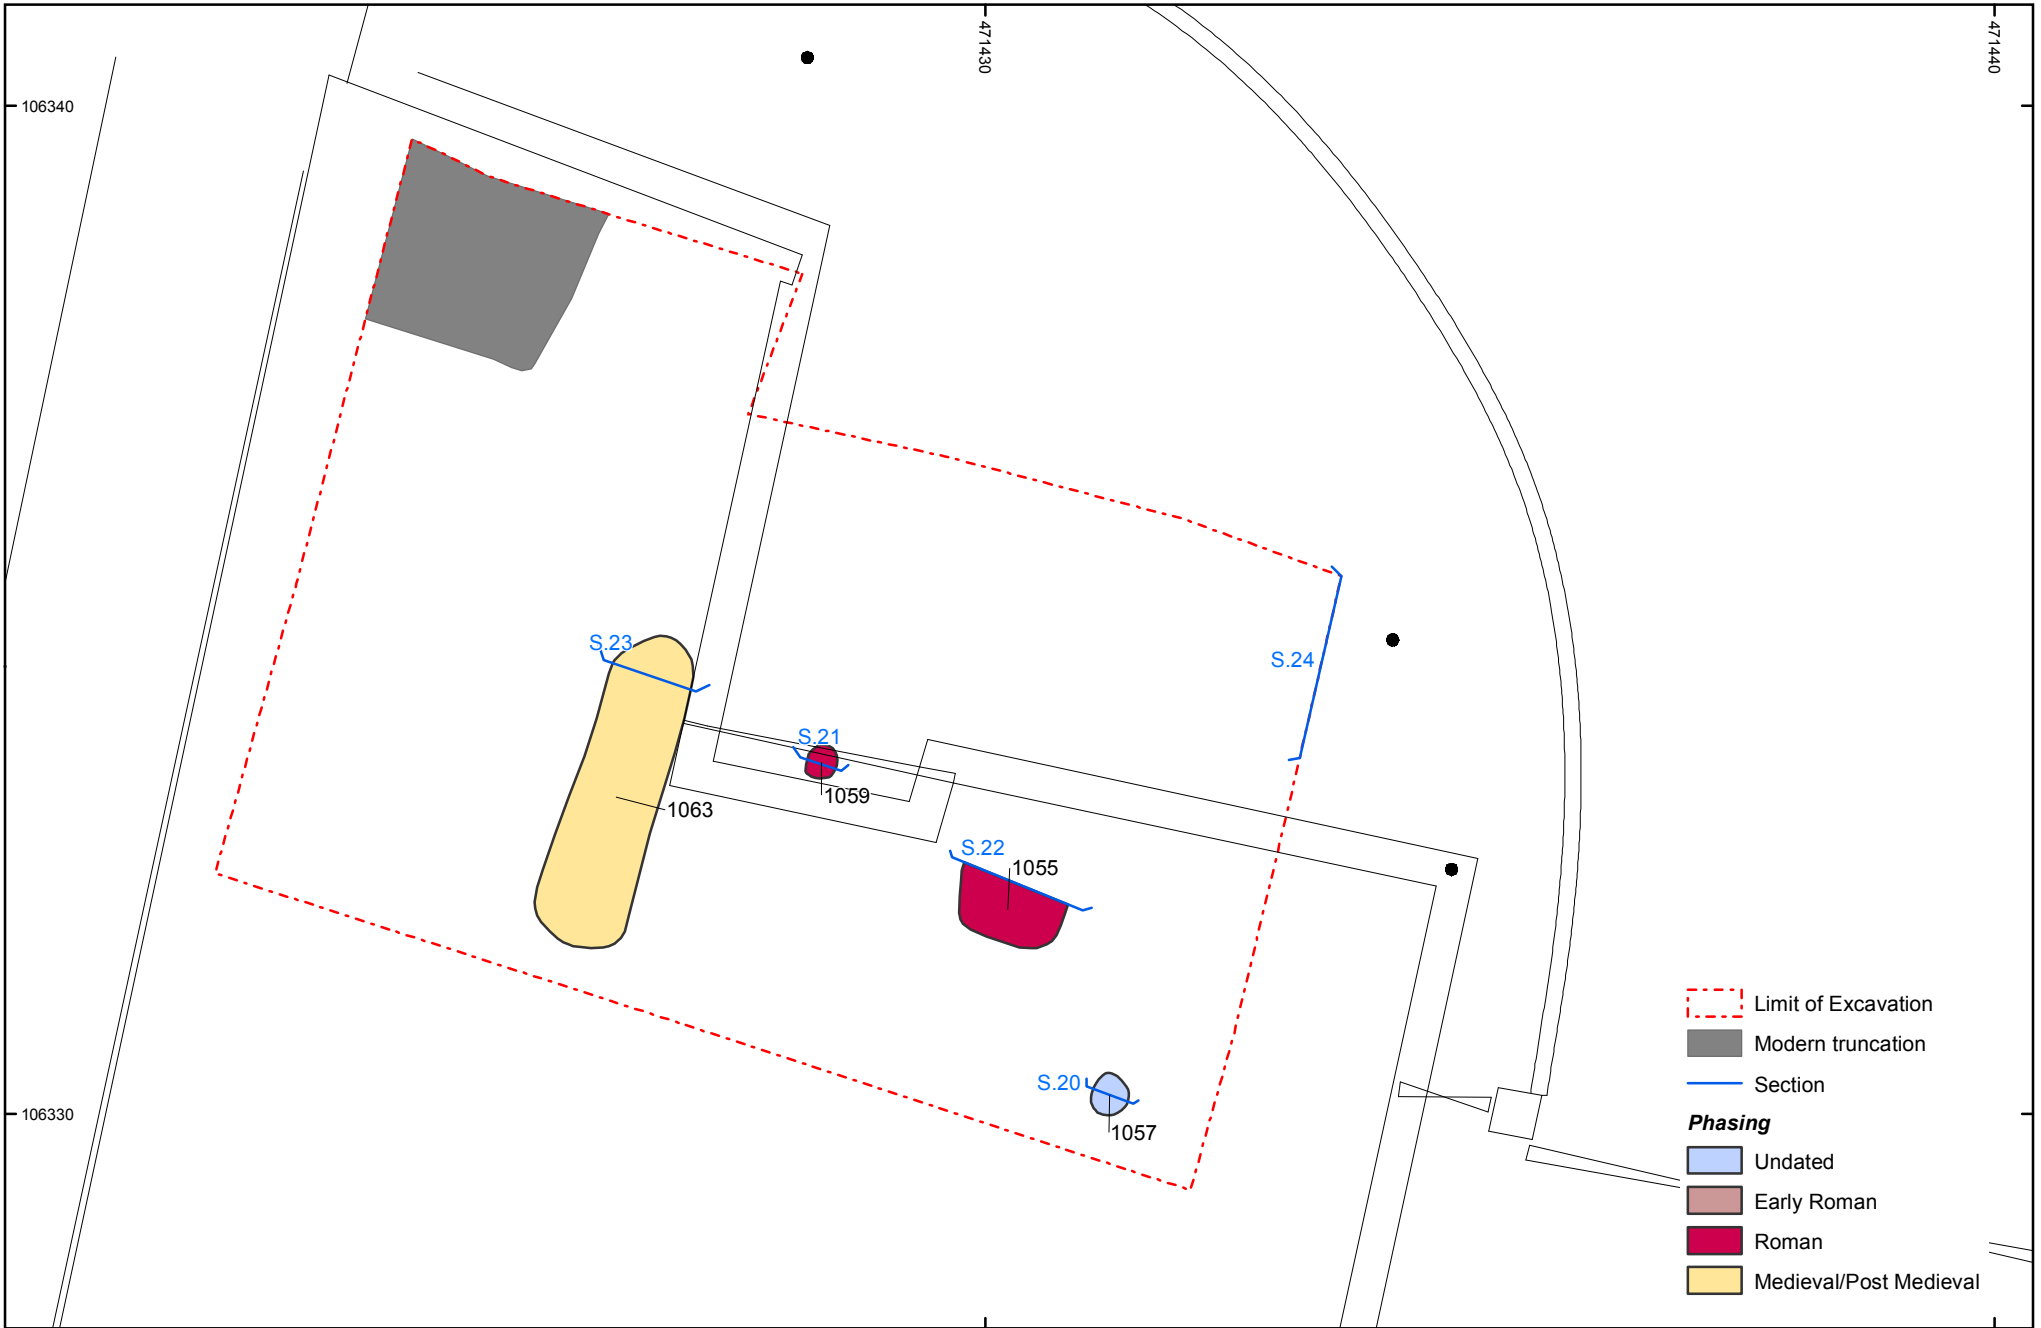 471430
471440
106340
S.23
S.24
S.21
1059
1063
S.22
1055
Limit of Excavation
Modern truncation
S.20
Section
106330
Phasing
1057
Undated
Early Roman
Roman
Medieval/Post Medieval